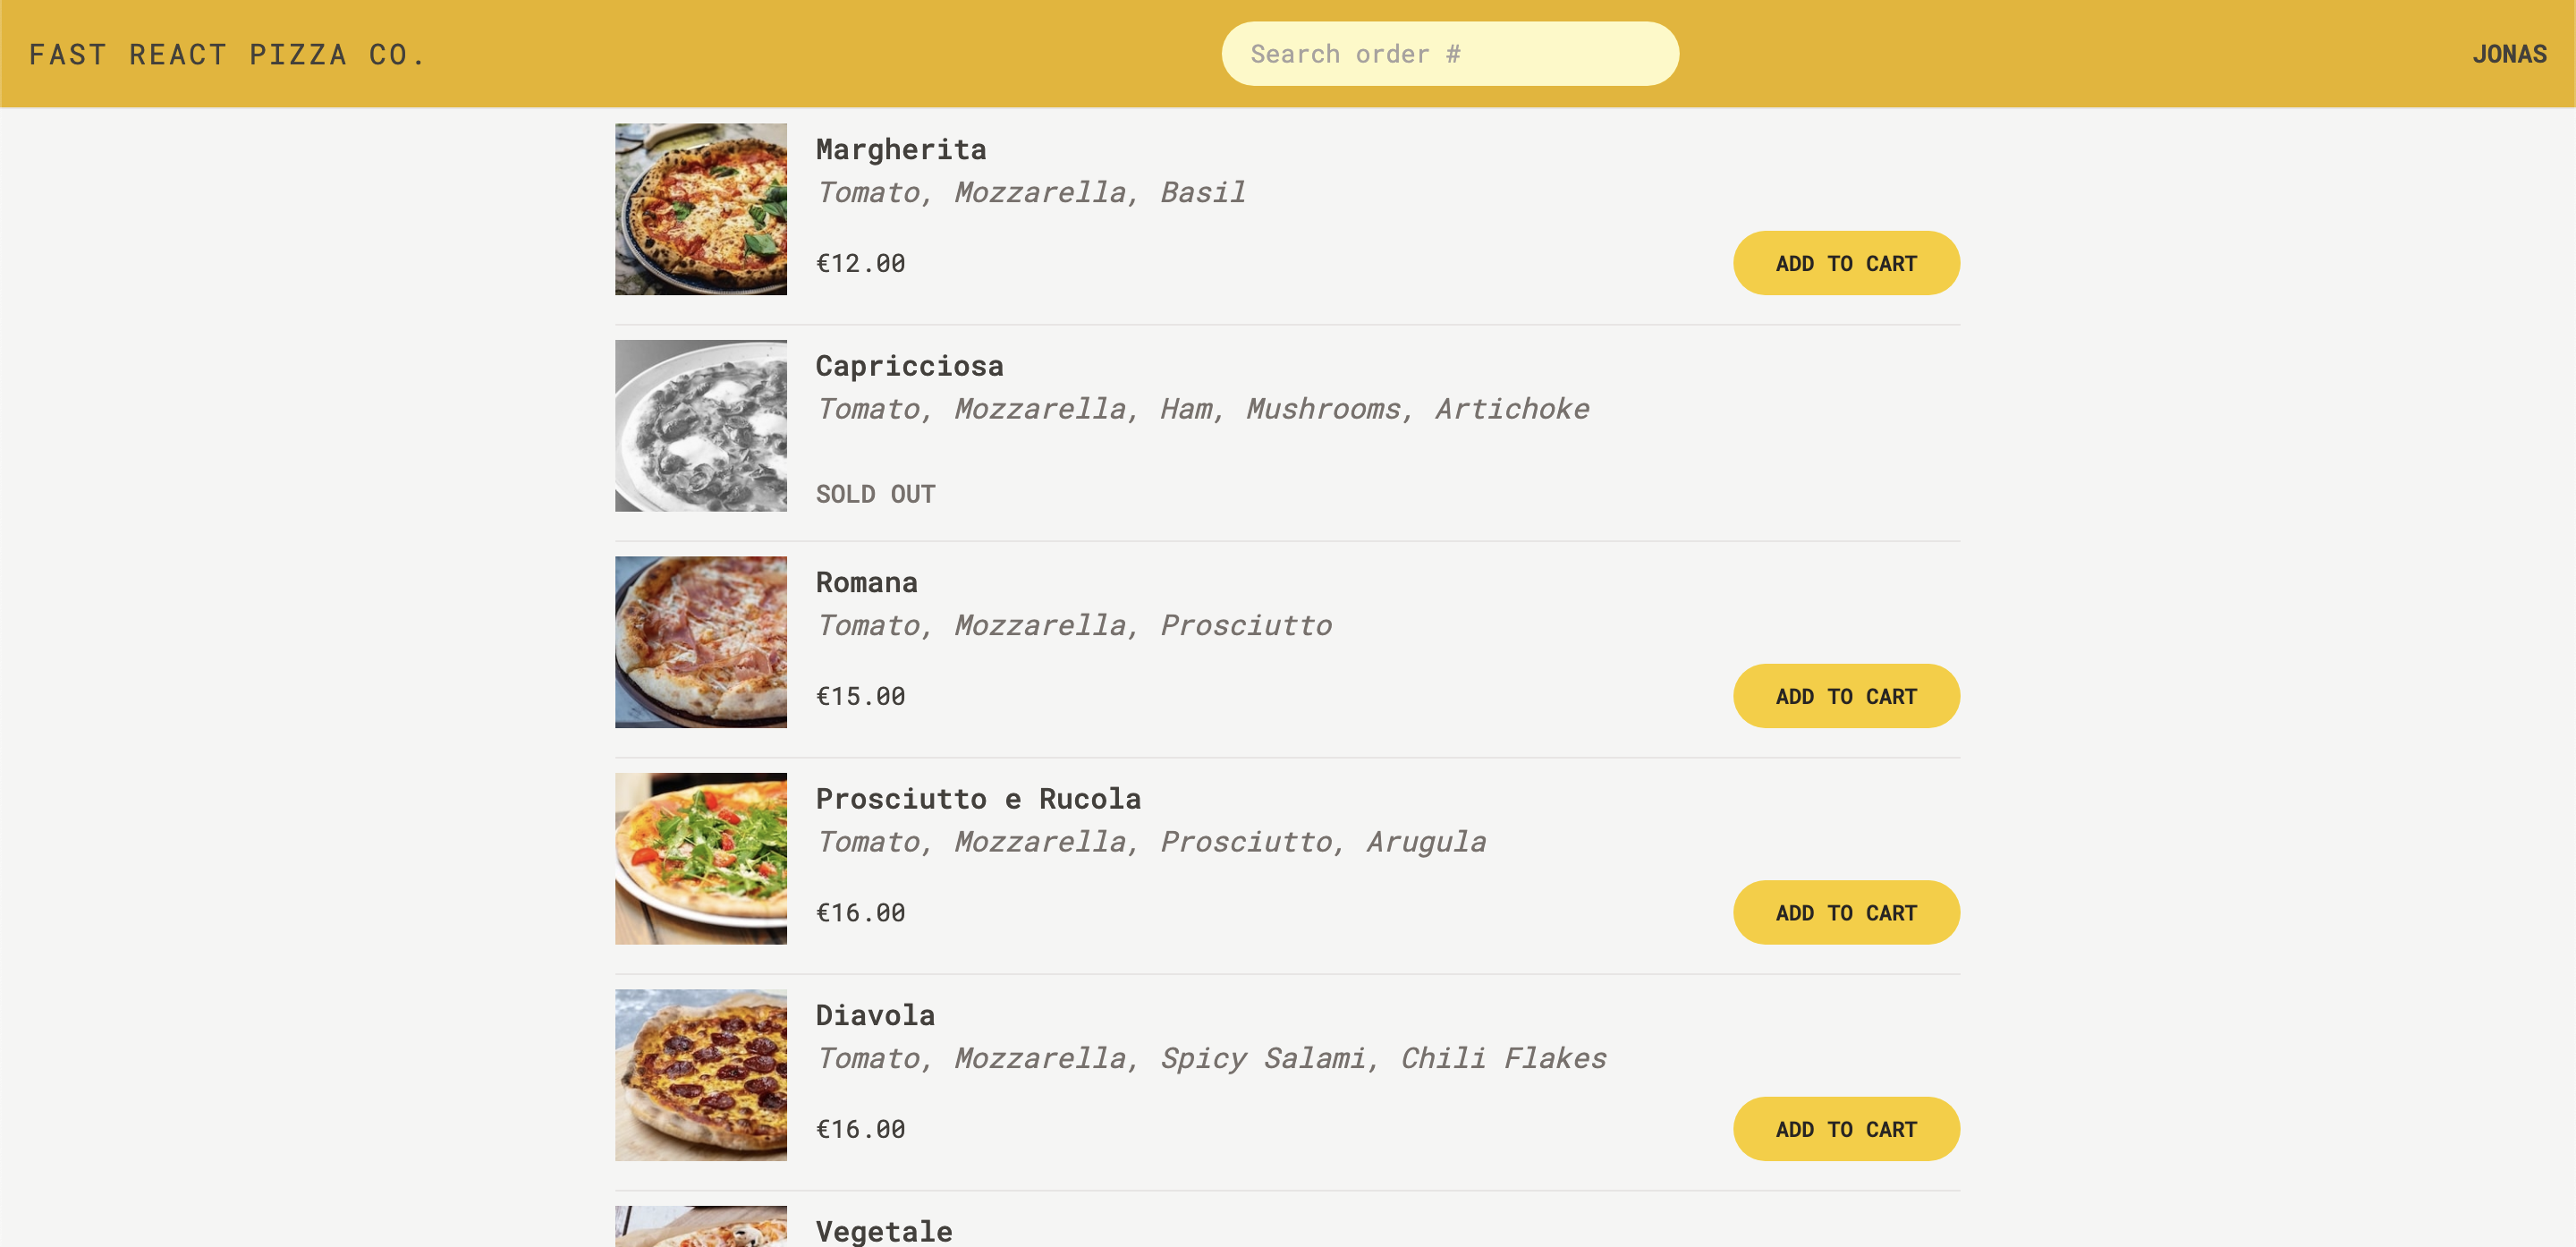 FAST REACT PIZZA CO.
Search order #
JONAS
Margherita
Tomato, Mozzarella, Basil
€12.00
ADD TO CART
Capricciosa
Tomato, Mozzarella, Ham, Mushrooms, Artichoke
SOLD OUT
Romana
Tomato, Mozzarella, Prosciutto
€15.00
ADD TO CART
Prosciutto e Rucola
Tomato, Mozzarella, Prosciutto, Arugula
€16.00
ADD TO CART
Diavola
Tomato, Mozzarella, Spicy Salami, Chili Flakes
€16.00
ADD TO CART
Vegetale